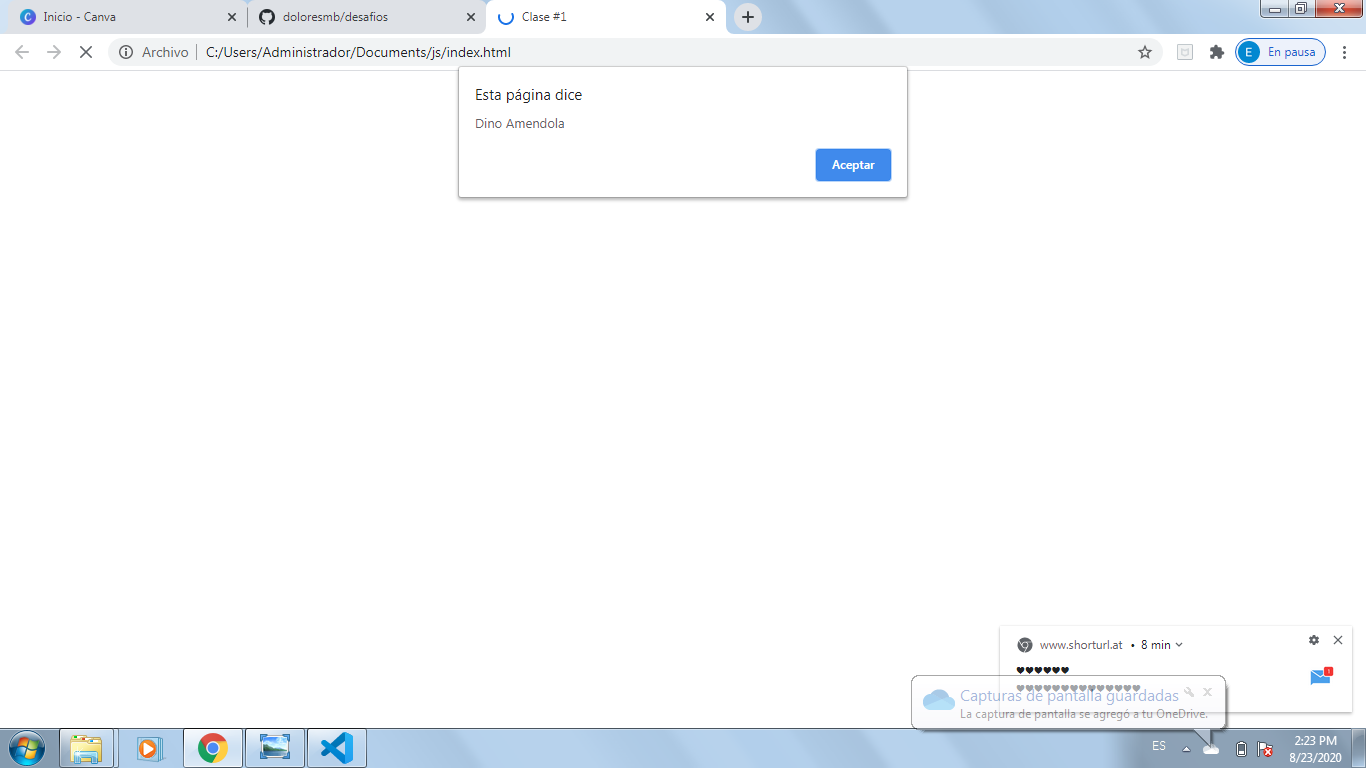 Inicio - Canva
doloresmb/desafios
Clase #1
Archivo
C:/Users/Administrador/Documents/js/index.html
E
En pausa
Esta página dice
Dino Amendola
Aceptar
www.shorturl.at • 8 min
♥♥♥♥♥♥
♥♥♥♥♥♥♥♥♥♥♥♥♥♥
Capturas de pantalla guardadas
La captura de pantalla se agregó a tu OneDrive.
ES
2:23 PM
8/23/2020